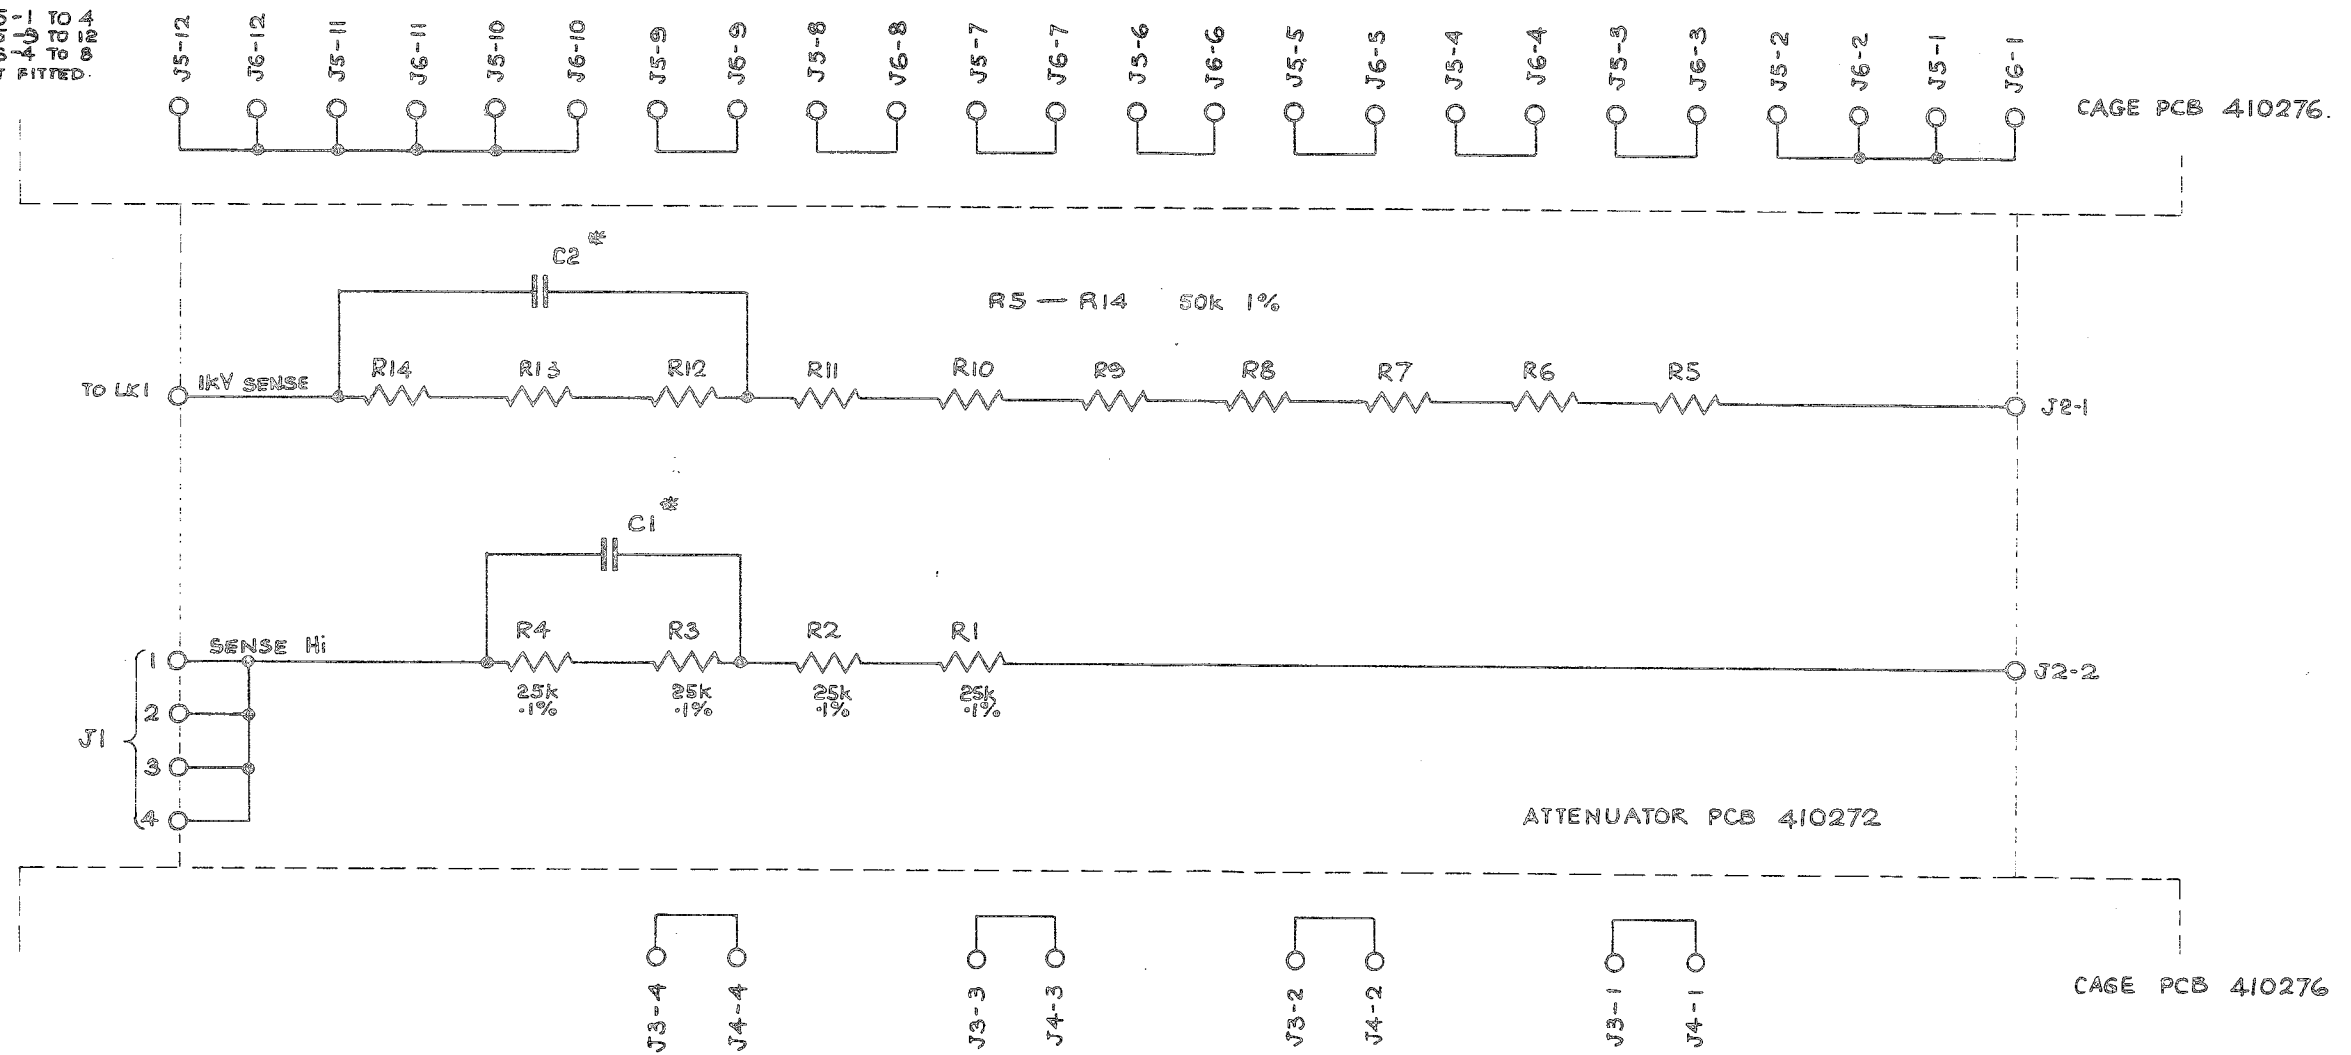 5-1 TO 4
TO 12
TO 8
FITTED.
J5-12
J6-12
J5-11
J6-11
J5-10
J6-10
J5-9
J6-9
J5-8
J6-8
J5-7
J6-7
J5-6
J6-6
J5-5
J6-5
J5-4
J6-4
J5-3
J6-3
J5-2
J6-2
J5-1
J6-1
CAGE PCB 410276.
C2*
R5 — R14 50k 1%
R14
R13
R12
R11
R10
R9
R8
R7
R6
R5
TO LK1
1kV SENSE
J2-1
C1*
R4
R3
R2
R1
SENSE Hi
1
J2-2
25k
.1%
25k
.1%
25k
.1%
25k
.1%
2
J1
3
4
ATTENUATOR PCB 410272
J3-4
J4-4
J3-3
J4-3
J3-2
J4-2
J3-1
J4-1
CAGE PCB 410276